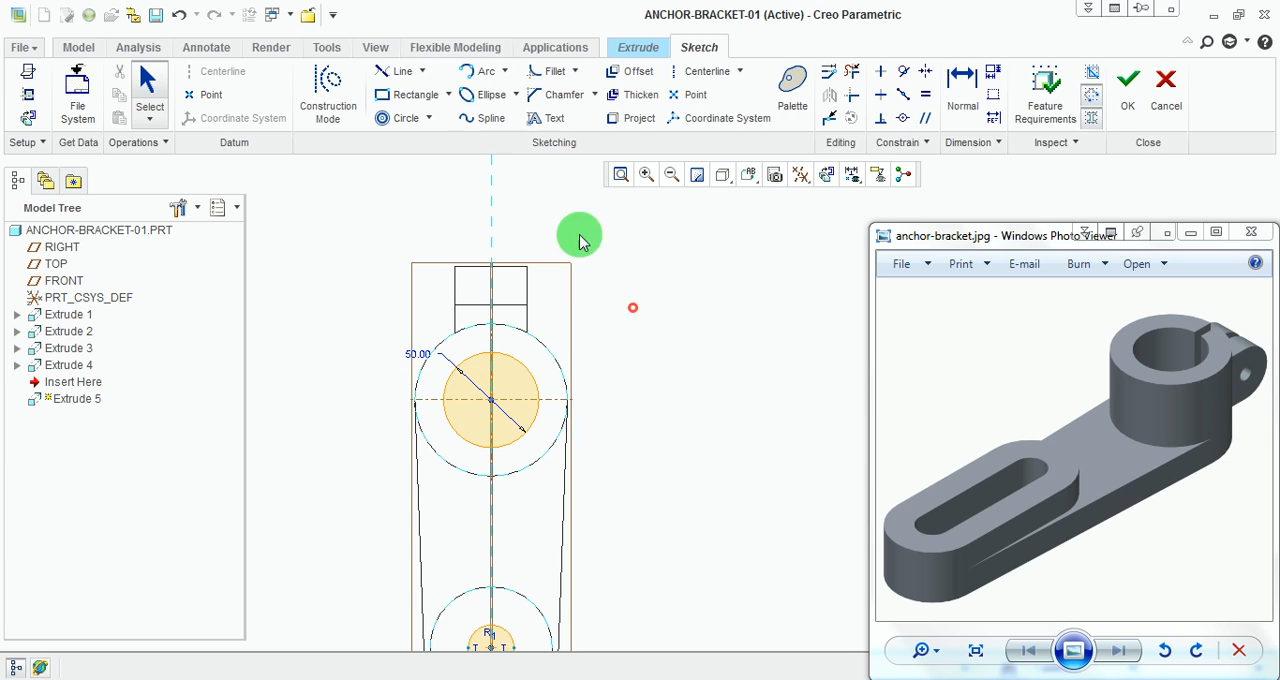 ANCHOR-BRACKET-01 (Active) - Creo Parametric
File Model Analysis Annotate Render Tools View Flexible Modeling Applications Extrude Sketch
Centerline Line Arc Fillet Offset Centerline
Point Rectangle Ellipse Chamfer Thicken Point
Coordinate System Circle Spline Text Project Coordinate System
File System Select Construction Mode Palette Normal Feature Requirements OK Cancel
Setup Get Data Operations Datum Sketching Editing Constrain Dimension Inspect Close
Model Tree
ANCHOR-BRACKET-01.PRT
RIGHT
TOP
FRONT
PRT_CSYS_DEF
Extrude 1
Extrude 2
Extrude 3
Extrude 4
Insert Here
Extrude 5
50.00
R
T T
anchor-bracket.jpg - Windows Photo Viewer
File Print E-mail Burn Open